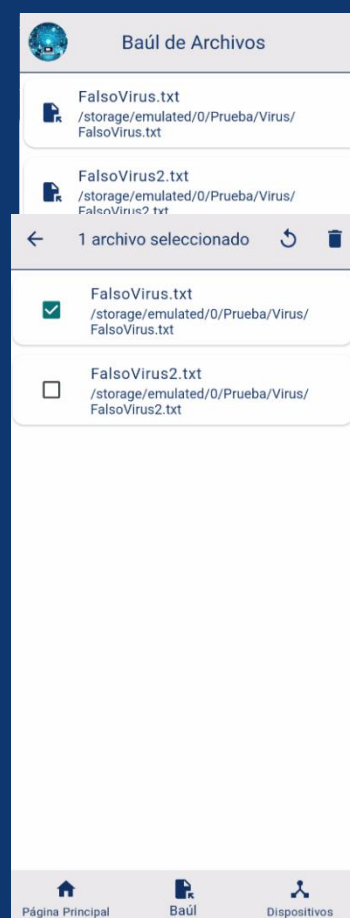 Baúl de Archivos
FalsoVirus.txt
/storage/emulated/0/Prueba/Virus/
FalsoVirus.txt
FalsoVirus2.txt
/storage/emulated/0/Prueba/Virus/
FalsoVirus2.txt
1 archivo seleccionado
FalsoVirus.txt
/storage/emulated/0/Prueba/Virus/
FalsoVirus.txt
FalsoVirus2.txt
/storage/emulated/0/Prueba/Virus/
FalsoVirus2.txt
Página Principal
Baúl
Dispositivos